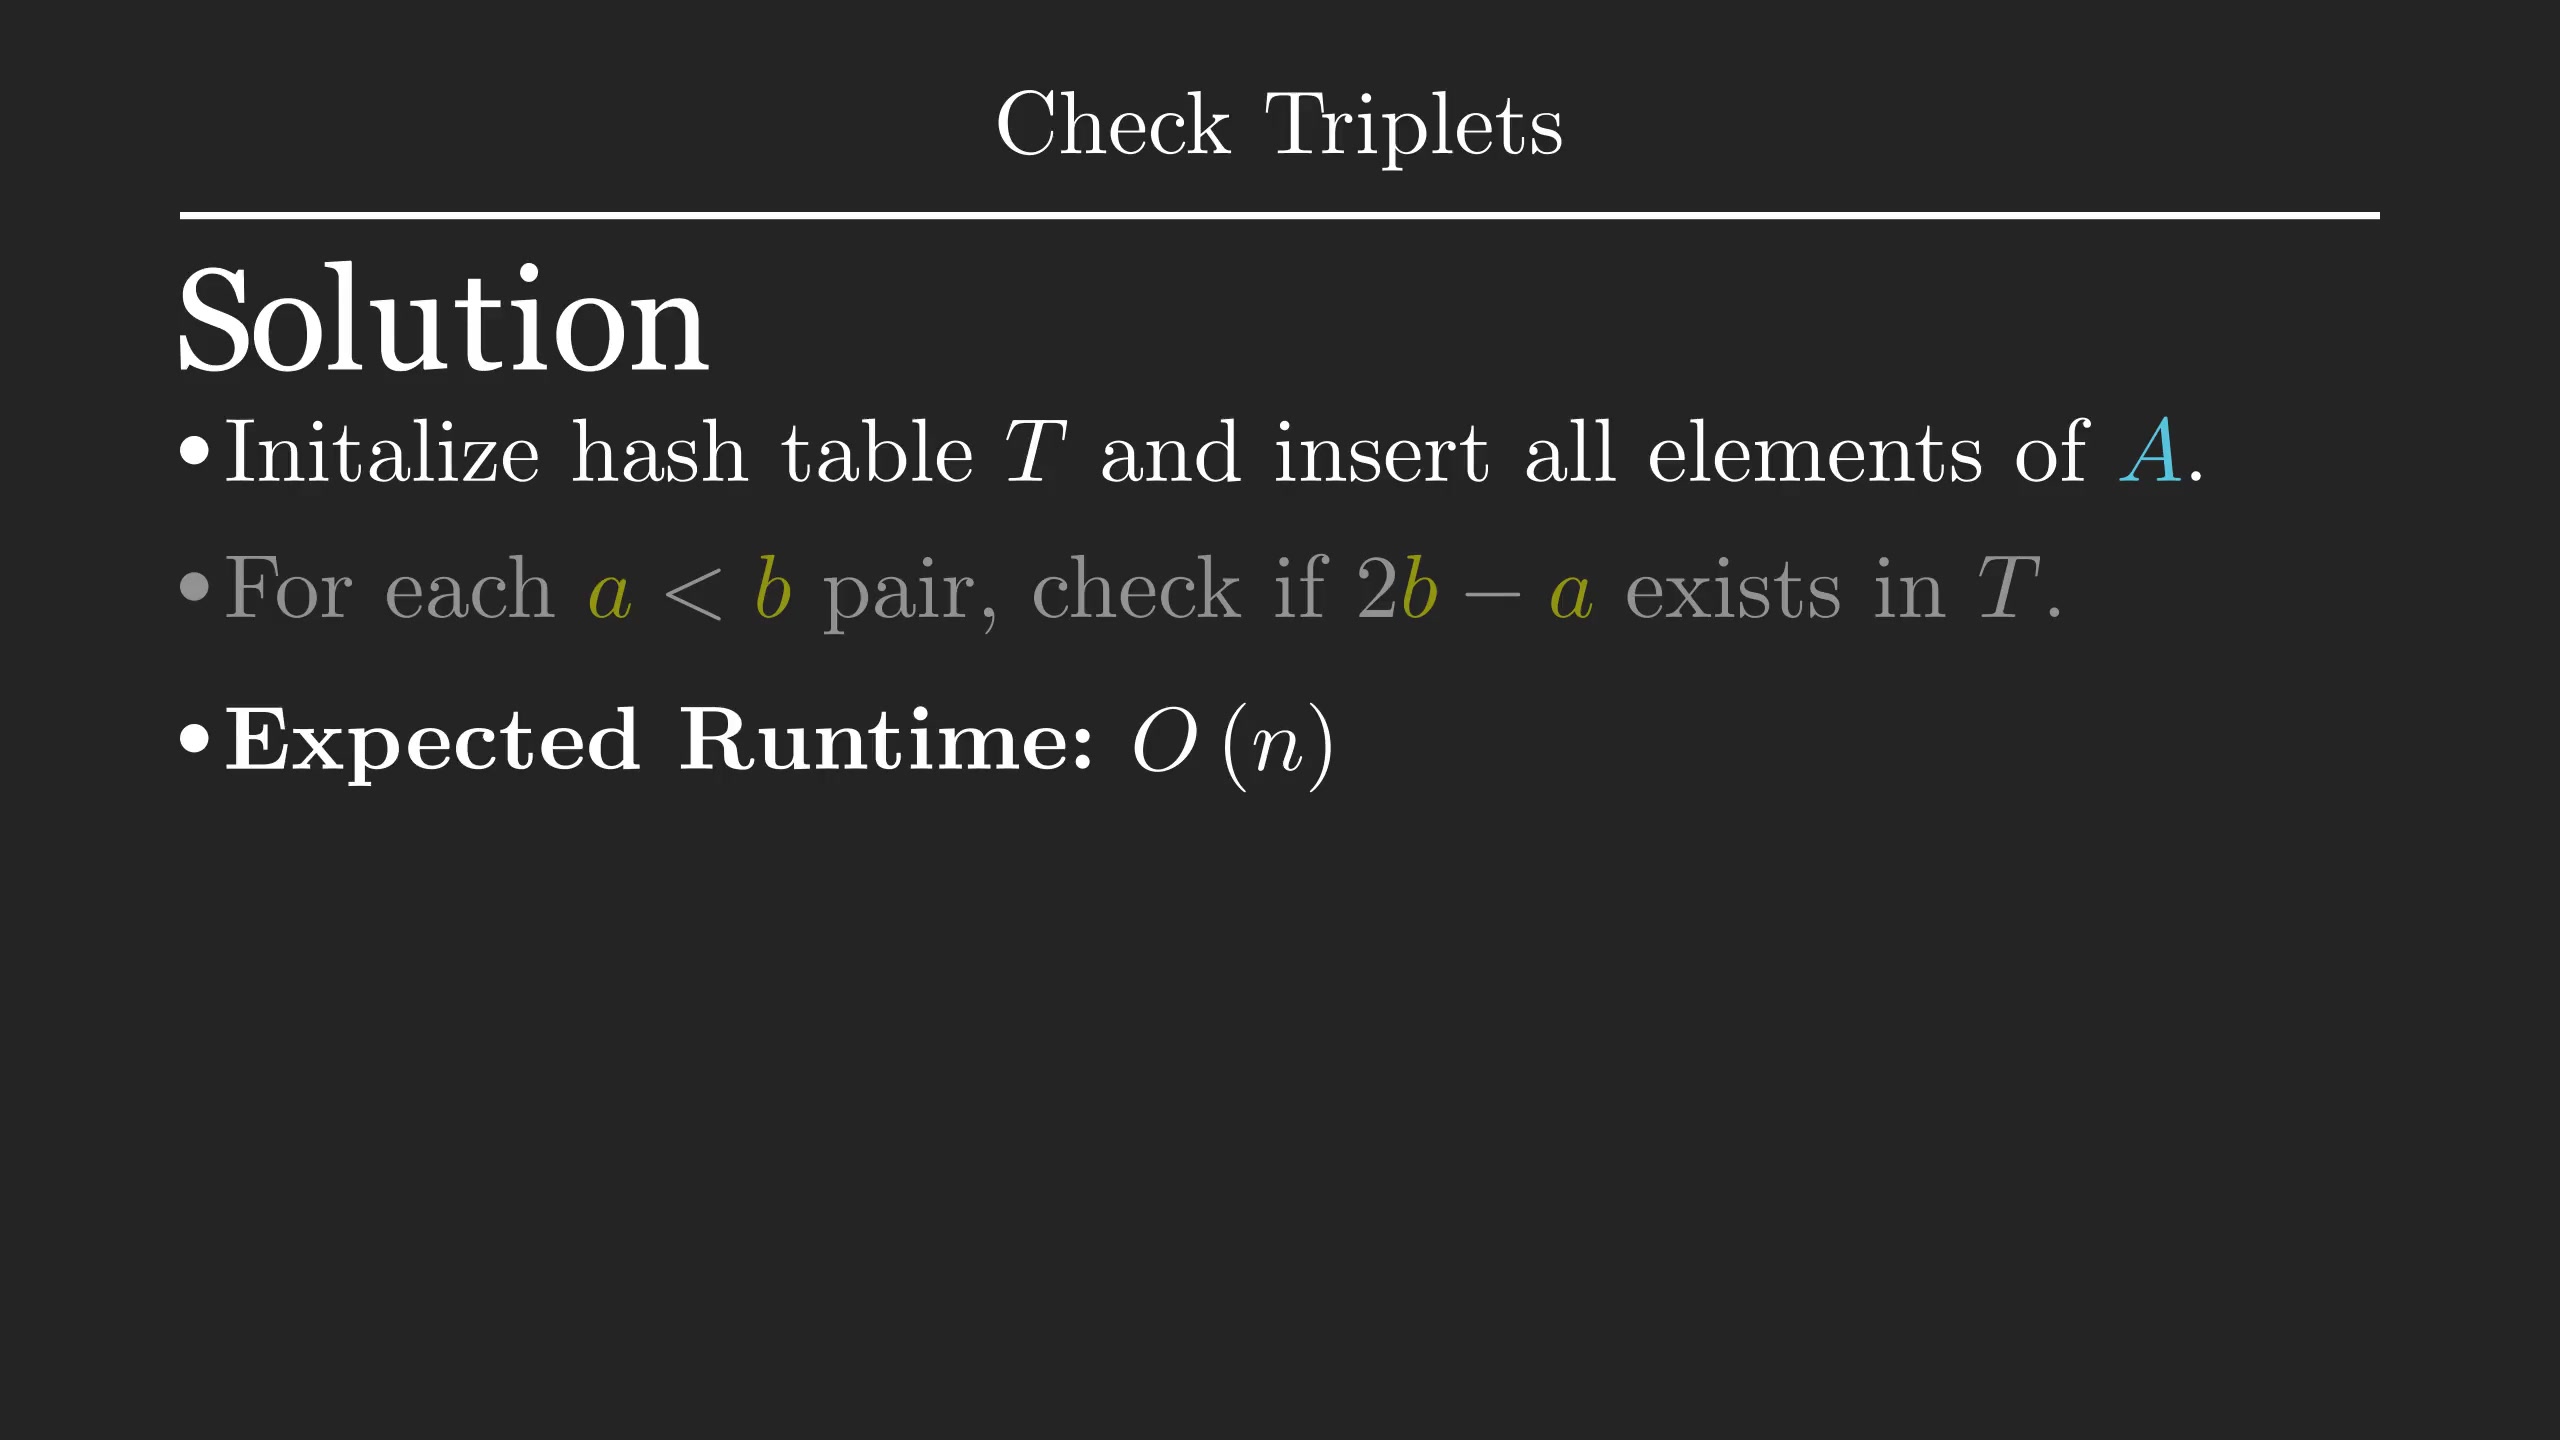 Check Triplets
Solution
•Initalize hash table T and insert all elements of A.
•For each a < b pair, check if 2b − a exists in T.
•Expected Runtime: O (n)